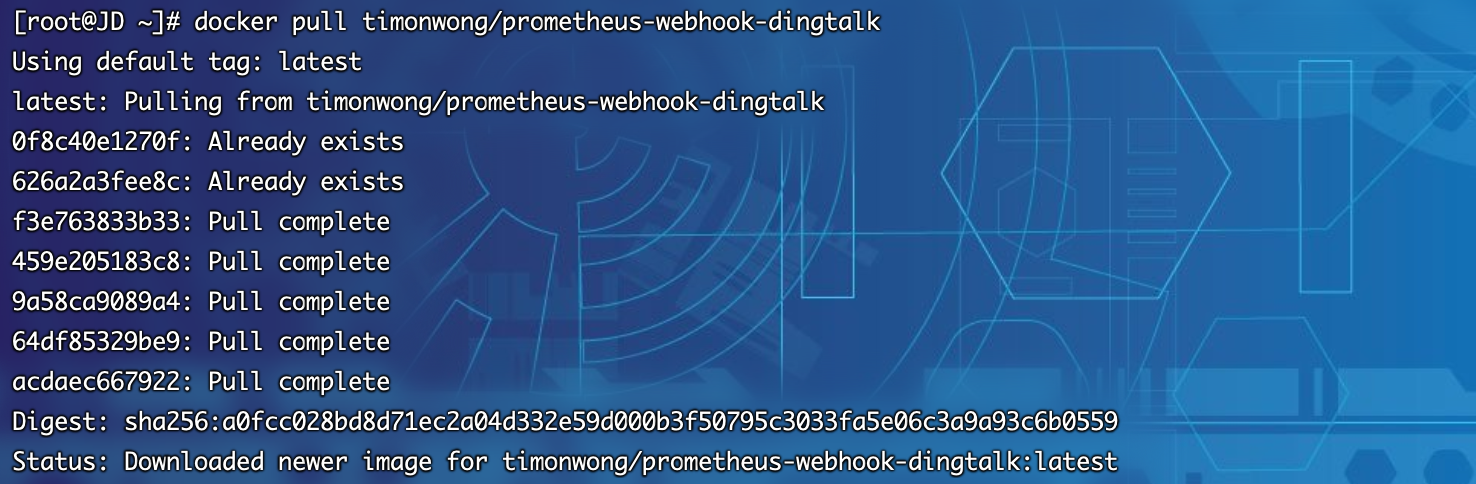 [root@JD ~]# docker pull timonwong/prometheus-webhook-dingtalk
Using default tag: latest
latest: Pulling from timonwong/prometheus-webhook-dingtalk
0f8c40e1270f: Already exists
626a2a3fee8c: Already exists
f3e763833b33: Pull complete
459e205183c8: Pull complete
9a58ca9089a4: Pull complete
64df85329be9: Pull complete
acdaec667922: Pull complete
Digest: sha256:a0fcc028bd8d71ec2a04d332e59d000b3f50795c3033fa5e06c3a9a93c6b0559
Status: Downloaded newer image for timonwong/prometheus-webhook-dingtalk:latest